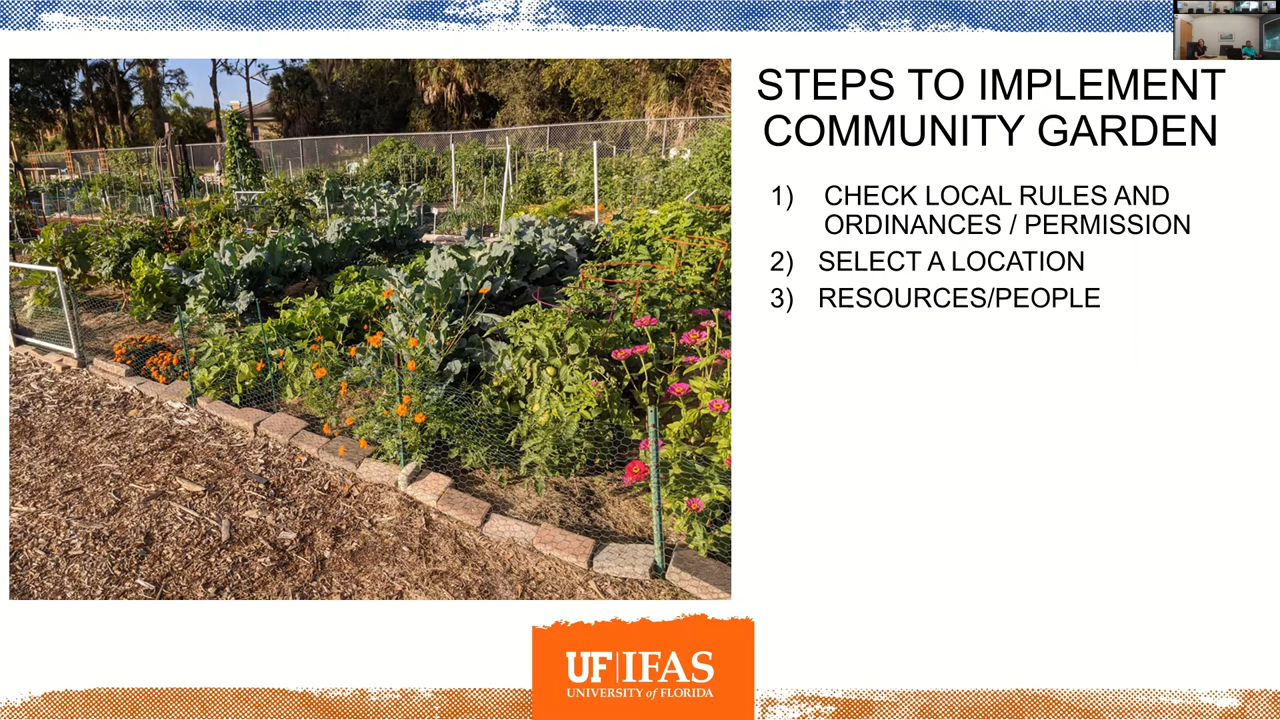 STEPS TO IMPLEMENT
COMMUNITY GARDEN
1) CHECK LOCAL RULES AND
ORDINANCES / PERMISSION
2) SELECT A LOCATION
3) RESOURCES/PEOPLE
UF|IFAS
UNIVERSITY of FLORIDA